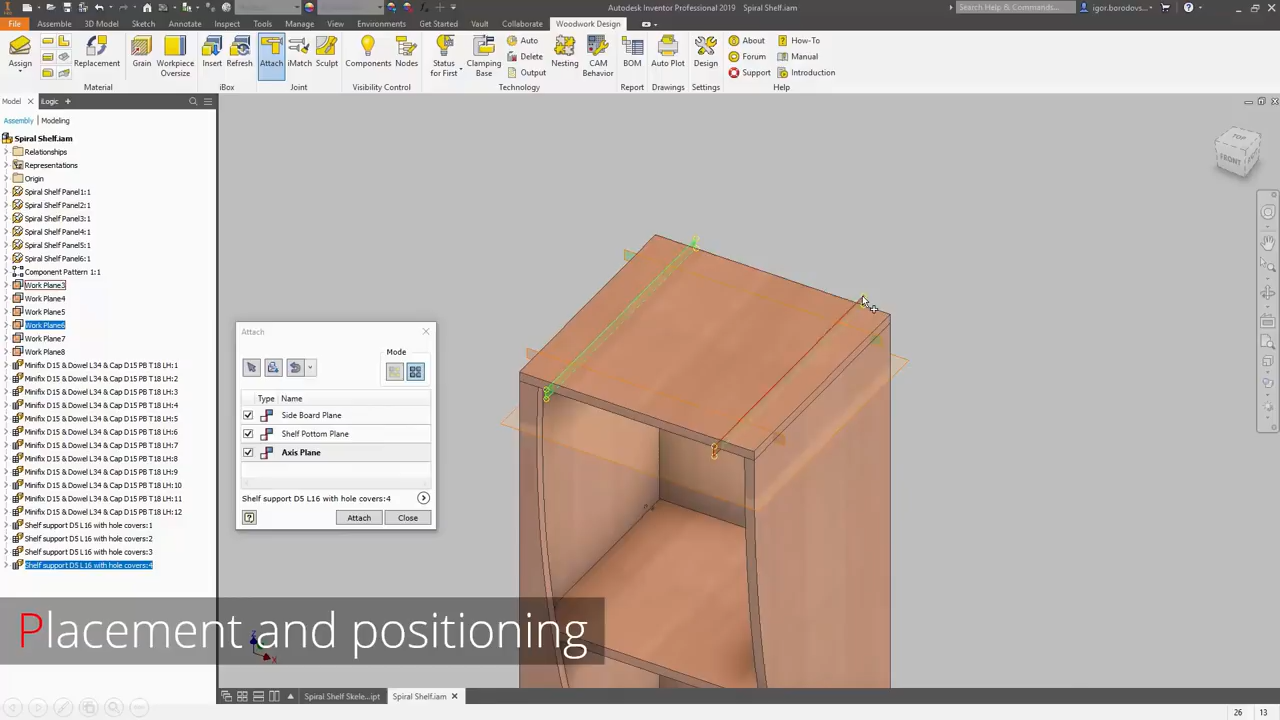 Autodesk Inventor Professional 2019 Spiral Shelf.iam
Search Help & Commands...
igor.borodovs...
File Assembly 3D Model Sketch Annotate Inspect Tools Manage View Environments Get Started Vault Collaborate Woodwork Design
Assign
Replacement
Material
Grain
Workpiece
Oversize
Insert
Refresh
iBox
Attach
iMatch
Sculpt
Joint
Components
Nodes
Visibility Control
Status
for First
Clamping
Base
Auto
Delete
Output
Nesting
CAM
Behavior
Technology
BOM
Report
Auto Plot
Drawings
Design
Settings
About
Forum
Support
How-To
Manual
Introduction
Help
Model
iLogic
Assembly Modeling
Spiral Shelf.iam
Relationships
Representations
Origin
Spiral Shelf Panel1:1
Spiral Shelf Panel2:1
Spiral Shelf Panel3:1
Spiral Shelf Panel4:1
Spiral Shelf Panel5:1
Spiral Shelf Panel6:1
Component Pattern 1:1
Work Plane3
Work Plane4
Work Plane5
Work Plane6
Work Plane7
Work Plane8
Minifix D15 & Dowel L34 & Cap D15 PB T18 LH:1
Minifix D15 & Dowel L34 & Cap D15 PB T18 LH:2
Minifix D15 & Dowel L34 & Cap D15 PB T18 LH:3
Minifix D15 & Dowel L34 & Cap D15 PB T18 LH:4
Minifix D15 & Dowel L34 & Cap D15 PB T18 LH:5
Minifix D15 & Dowel L34 & Cap D15 PB T18 LH:6
Minifix D15 & Dowel L34 & Cap D15 PB T18 LH:7
Minifix D15 & Dowel L34 & Cap D15 PB T18 LH:8
Minifix D15 & Dowel L34 & Cap D15 PB T18 LH:9
Minifix D15 & Dowel L34 & Cap D15 PB T18 LH:10
Minifix D15 & Dowel L34 & Cap D15 PB T18 LH:11
Minifix D15 & Dowel L34 & Cap D15 PB T18 LH:12
Shelf support D5 L16 with hole covers:1
Shelf support D5 L16 with hole covers:2
Shelf support D5 L16 with hole covers:3
Shelf support D5 L16 with hole covers:4
Attach
Mode
Type Name
Side Board Plane
Shelf Pottom Plane
Axis Plane
Shelf support D5 L16 with hole covers:4
Attach Close
TOP
FRONT
Placement and positioning
Z
X
Spiral Shelf Skele...ipt
Spiral Shelf.iam
26 13